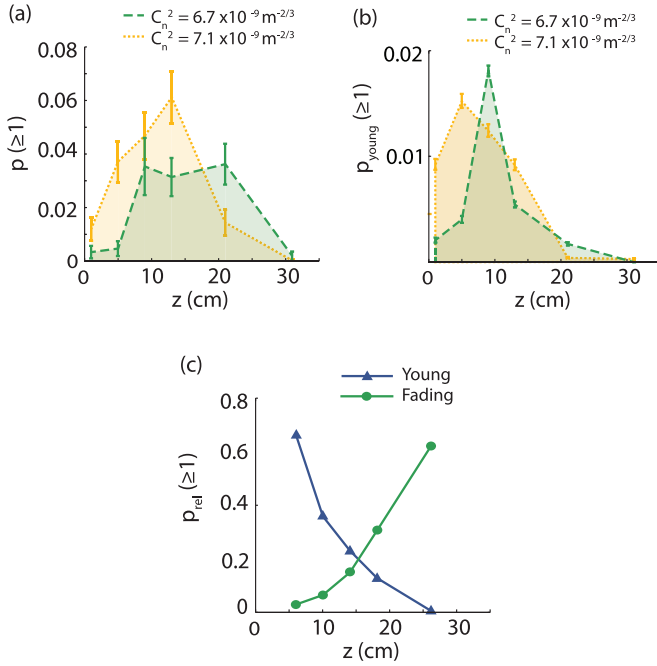 (a)
C_n^2 = 6.7 x10^-9 m^-2/3
C_n^2 = 7.1 x10^-9 m^-2/3
p (≥1)
0.08
0.06
0.04
0.02
0
0 10 20 30
z (cm)
(b)
C_n^2 = 6.7 x10^-9 m^-2/3
C_n^2 = 7.1 x10^-9 m^-2/3
p_young (≥1)
0.02
0.01
0 10 20 30
z (cm)
(c)
Young
Fading
p_rel (≥1)
0.8
0.6
0.4
0.2
0
0 10 20 30
z (cm)